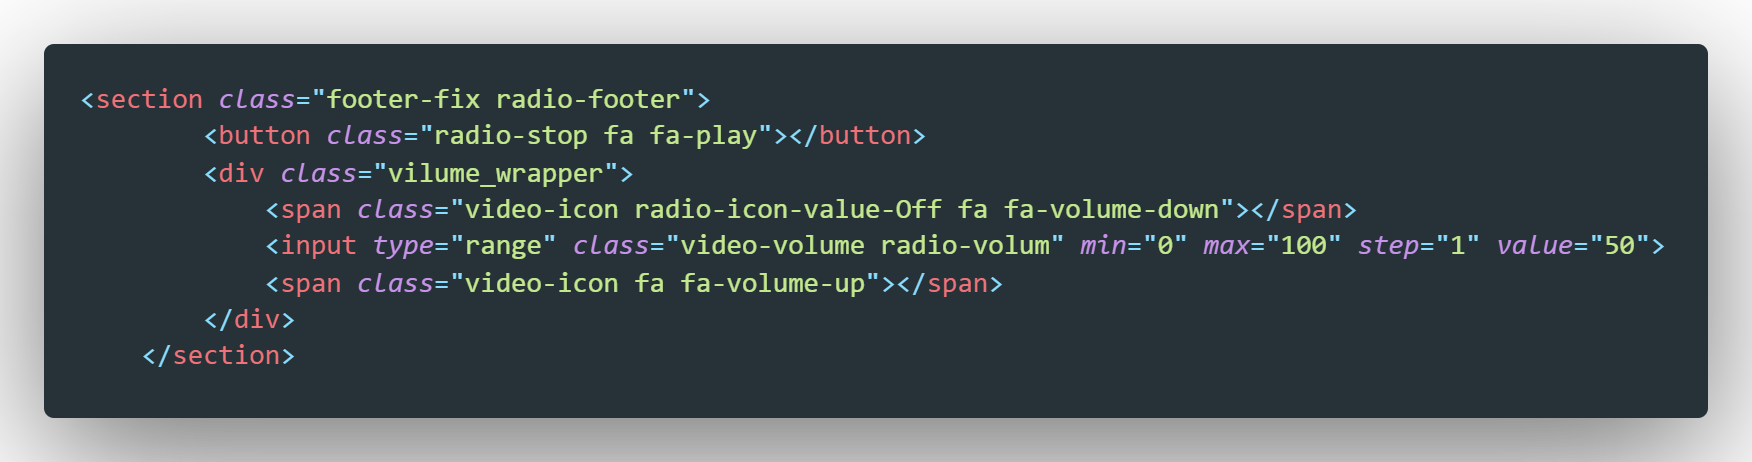 <section class="footer-fix radio-footer">
        <button class="radio-stop fa fa-play"></button>
        <div class="vilume_wrapper">
            <span class="video-icon radio-icon-value-Off fa fa-volume-down"></span>
            <input type="range" class="video-volume radio-volum" min="0" max="100" step="1" value="50">
            <span class="video-icon fa fa-volume-up"></span>
        </div>
    </section>